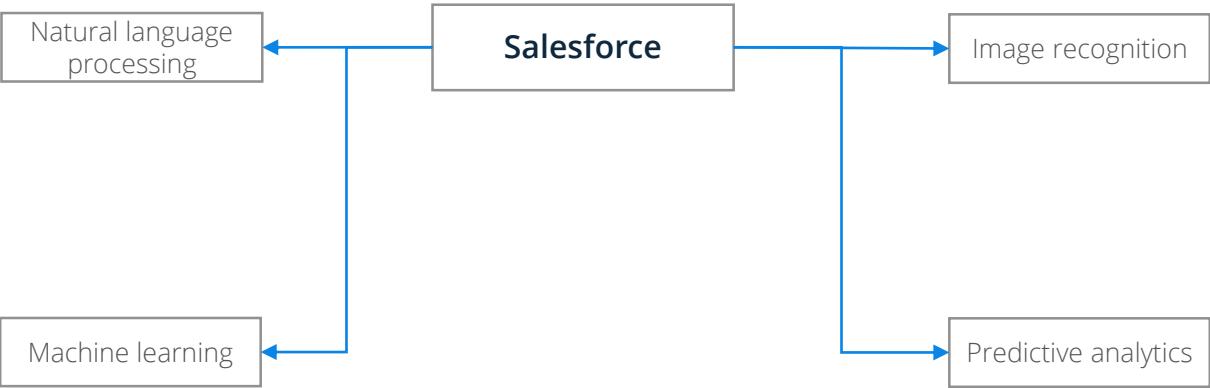 Natural language
processing
Salesforce
Image recognition
Machine learning
Predictive analytics